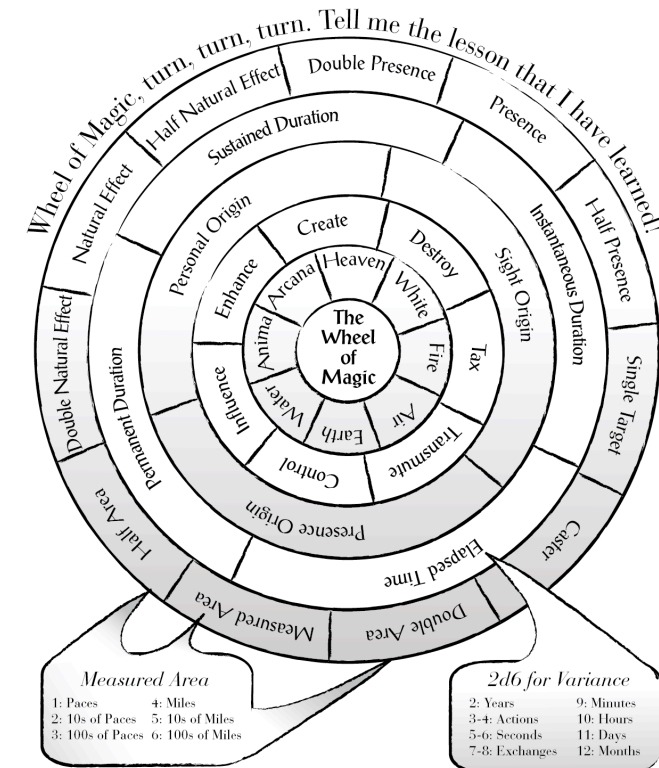 Wheel of Magic, turn, turn, turn. Tell me the lesson that I have learned!
Double Presence
Presence
Half Presence
Single Target
Caster
Double Area
Measured Area
Half Area
Double Natural Effect
Natural Effect
Half Natural Effect
Sustained Duration
Instantaneous Duration
Elapsed Time
Permanent Duration
Personal Origin
Sight Origin
Presence Origin
Create
Destroy
Tax
Transmute
Control
Influence
Enhance
Heaven
White
Fire
Air
Earth
Water
Anima
Arcana
The
Wheel
of
Magic
Measured Area
1: Paces 4: Miles
2: 10s of Paces 5: 10s of Miles
3: 100s of Paces 6: 100s of Miles
2d6 for Variance
2: Years 9: Minutes
3-4: Actions 10: Hours
5-6: Seconds 11: Days
7-8: Exchanges 12: Months